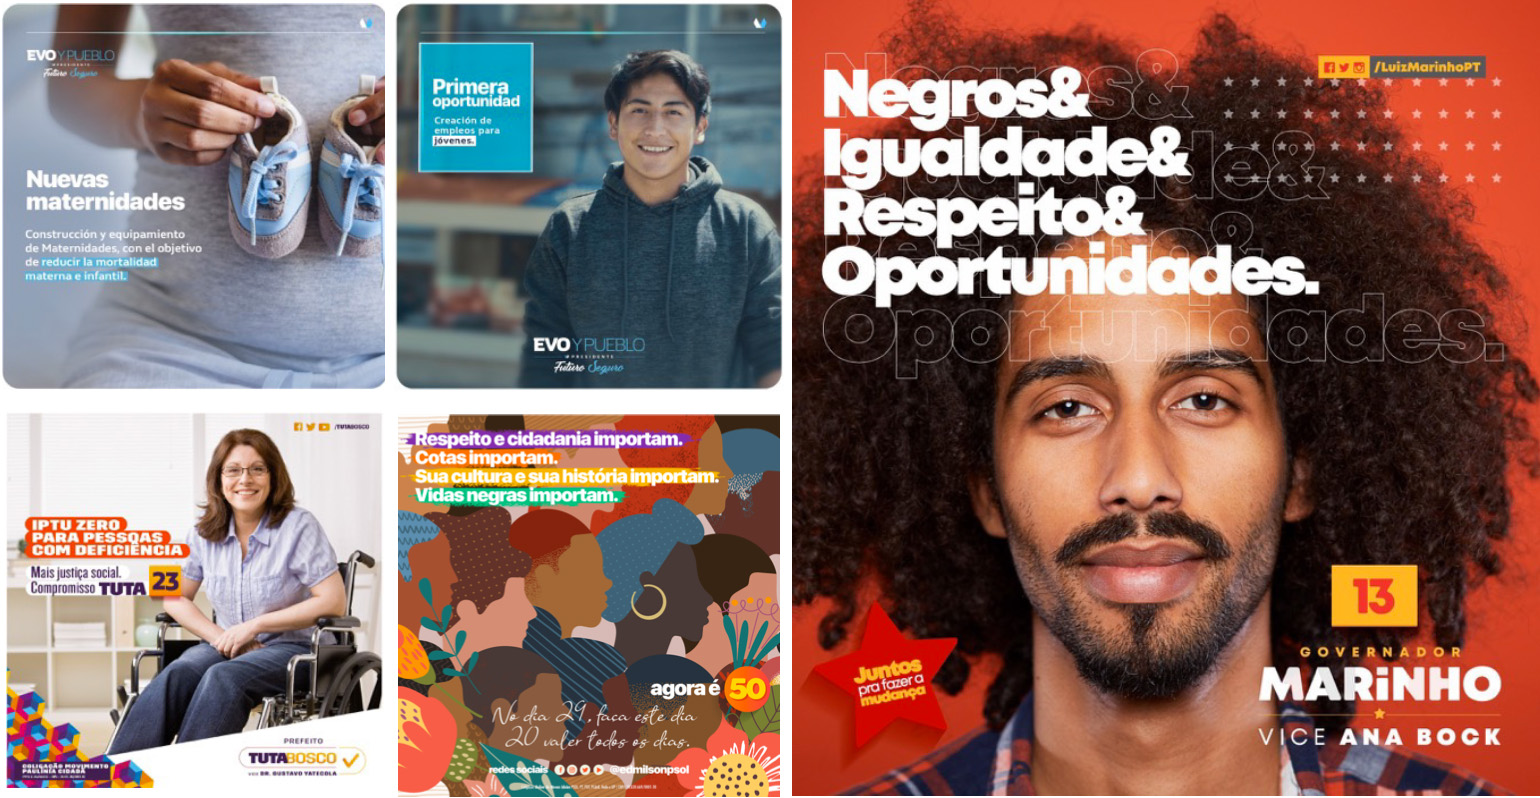 EVO Y PUEBLO
PRESIDENTE
Futuro Seguro
Nuevas
maternidades
Construcción y equipamiento
de Maternidades, con el objetivo
de reducir la mortalidad
materna e infantil.
Primera
oportunidad
Creación de
empleos para
jóvenes.
EVO Y PUEBLO
PRESIDENTE
Futuro Seguro
/TUTABOSCO
IPTU ZERO
PARA PESSOAS
COM DEFICIÊNCIA
Mais justiça social.
Compromisso TUTA 23
COLIGAÇÃO MOVIMENTO
PAULÍNIA CIDADÃ
PREFEITO
TUTABOSCO
DR. GUSTAVO YATECOLA
Respeito e cidadania importam.
Cotas importam.
Sua cultura e sua história importam.
Vidas negras importam.
agora é 50
No dia 29, faça este dia
20 valer todos os dias.
redes sociais @edmilsonpsol
/LuizMarinhoPT
Negros&
Igualdade&
Respeito&
Oportunidades.
Negros&
Igualdade&
Respeito&
Oportunidades.
Juntos
pra fazer a
mudança
13
GOVERNADOR
MARiNHO
VICE ANA BOCK